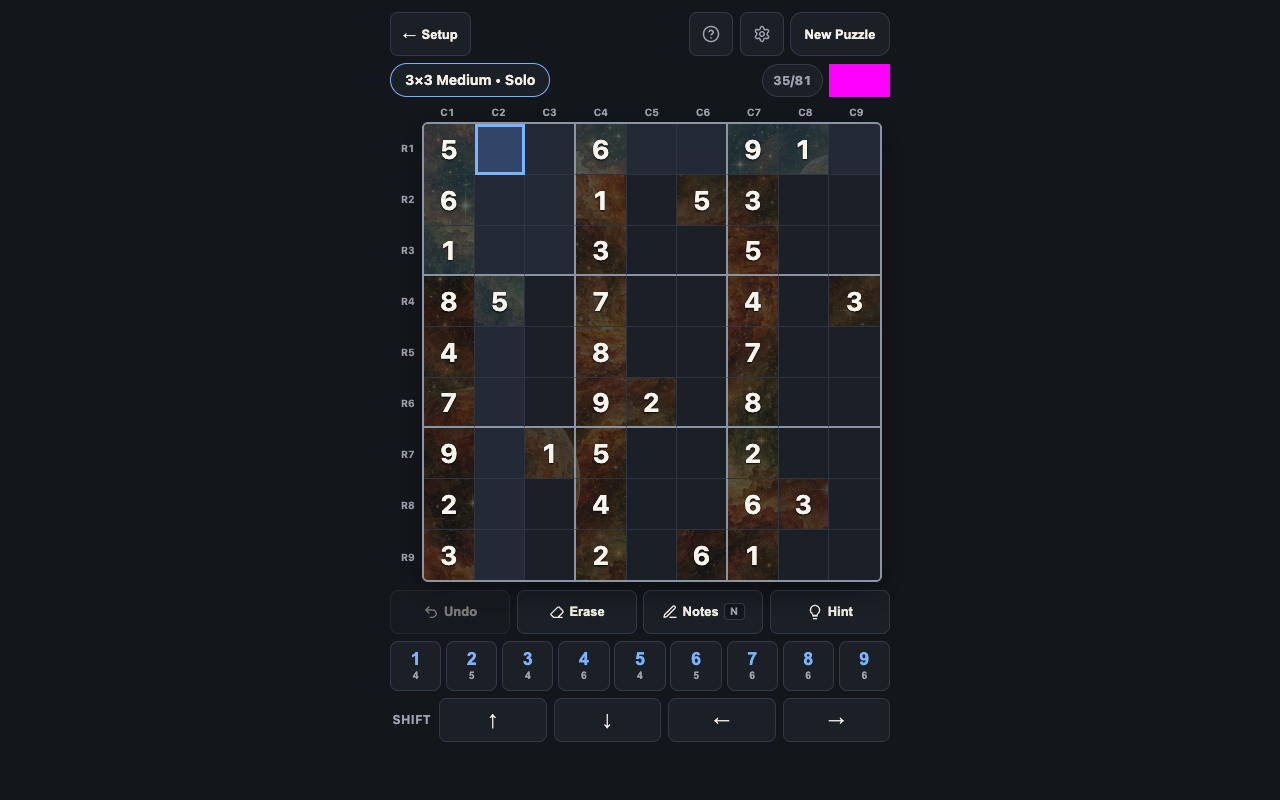 ← Setup
New Puzzle
3×3 Medium • Solo
35/81
C1 C2 C3 C4 C5 C6 C7 C8 C9
R1 5 6 9 1
R2 6 1 5 3
R3 1 3 5
R4 8 5 7 4 3
R5 4 8 7
R6 7 9 2 8
R7 9 1 5 2
R8 2 4 6 3
R9 3 2 6 1
Undo Erase Notes N Hint
1 2 3 4 5 6 7 8 9
4 5 4 6 4 5 6 6 6
SHIFT ↑ ↓ ← →